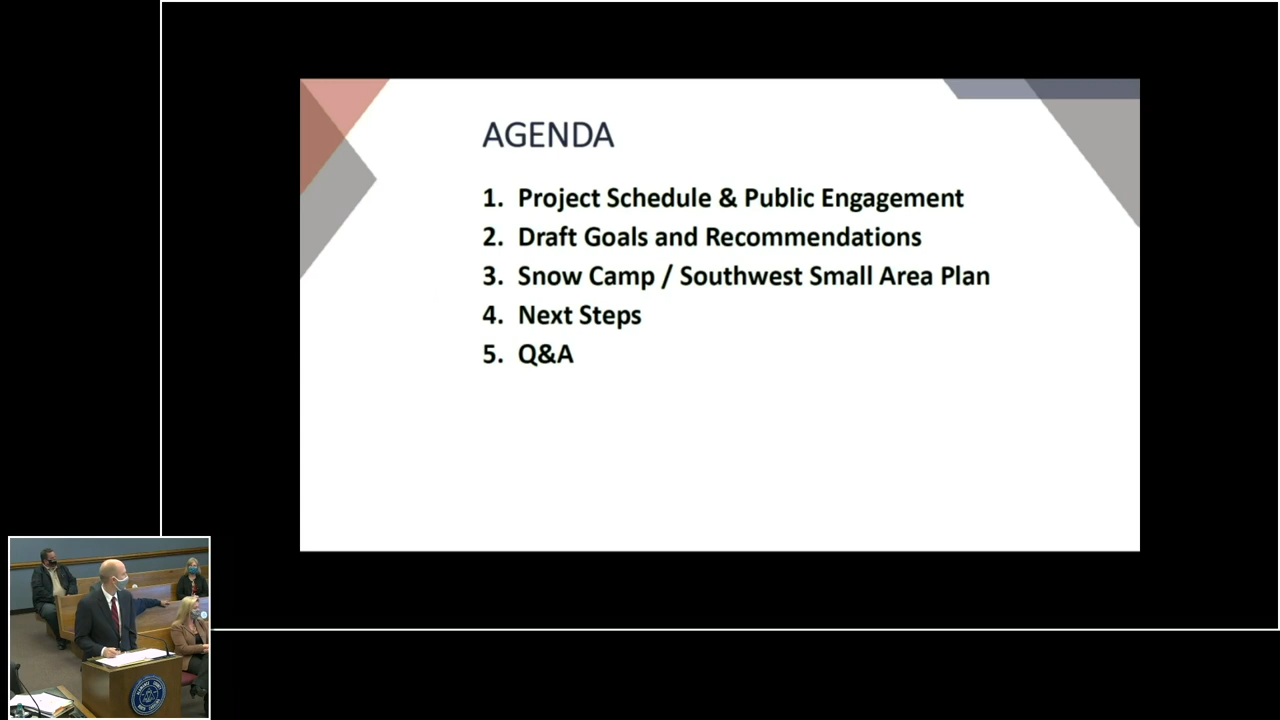 AGENDA
1. Project Schedule & Public Engagement
2. Draft Goals and Recommendations
3. Snow Camp / Southwest Small Area Plan
4. Next Steps
5. Q&A